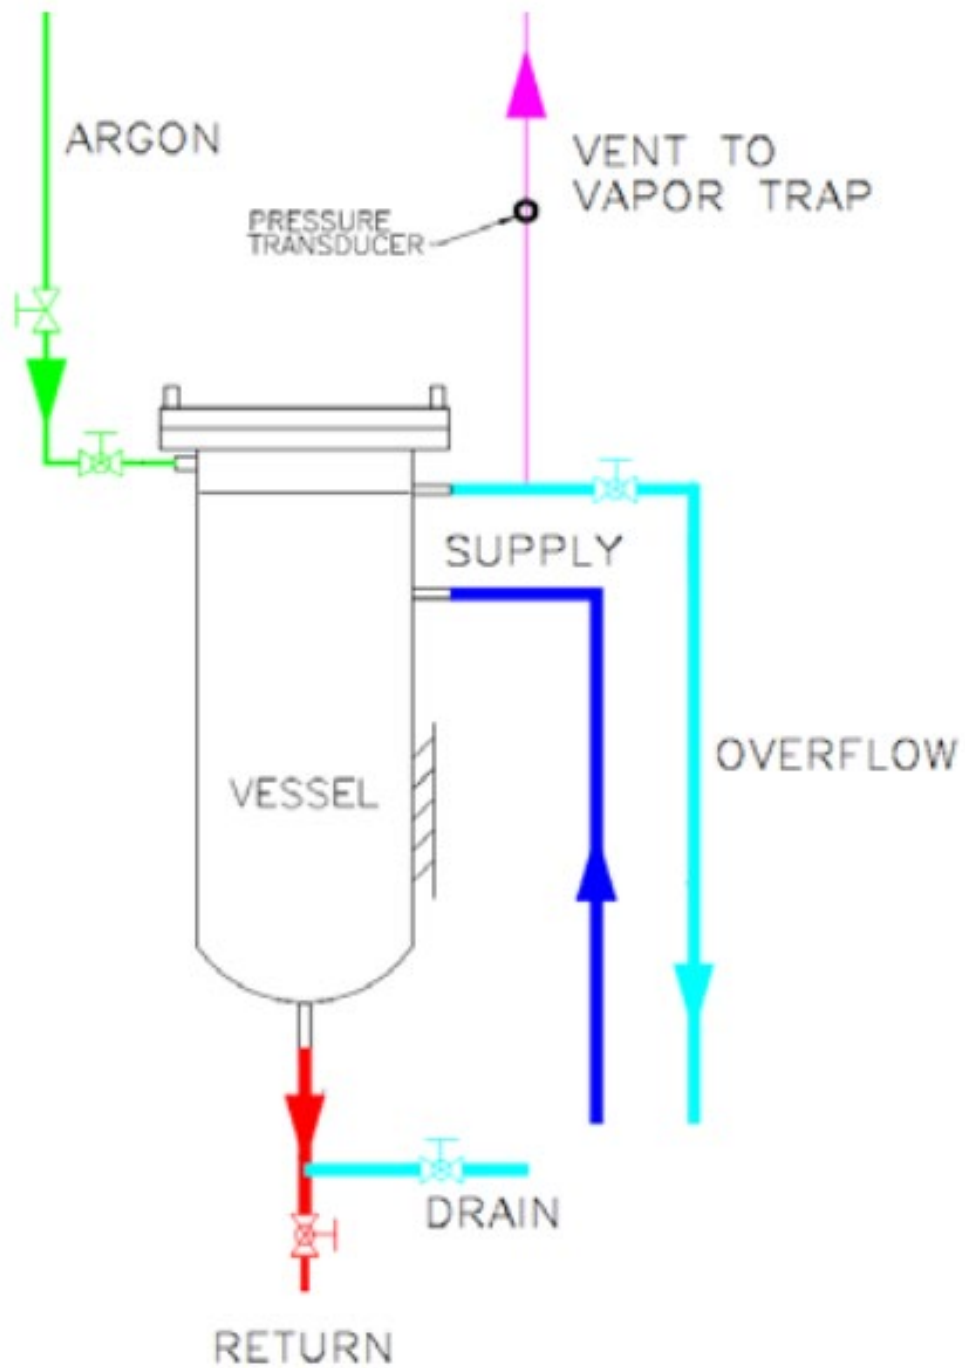 ARGON
VENT TO
VAPOR TRAP
PRESSURE
TRANSDUCER
SUPPLY
OVERFLOW
VESSEL
DRAIN
RETURN